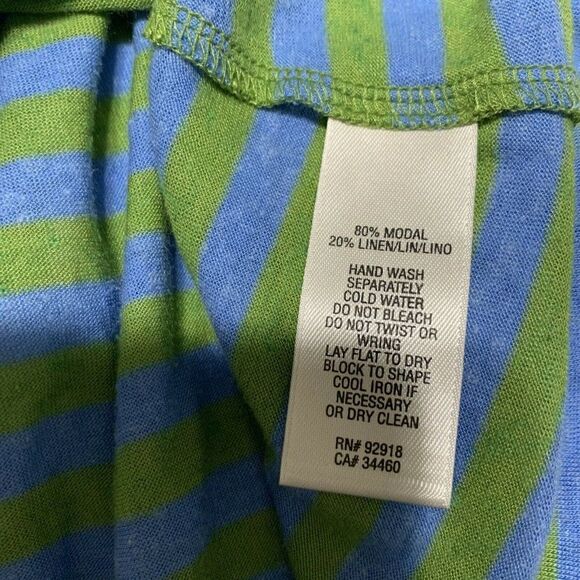 80% MODAL
20% LINEN/LIN/LINO
HAND WASH
SEPARATELY
COLD WATER
DO NOT BLEACH
DO NOT TWIST OR
WRING
LAY FLAT TO DRY
BLOCK TO SHAPE
COOL IRON IF
NECESSARY
OR DRY CLEAN
RN# 92918
CA# 34460